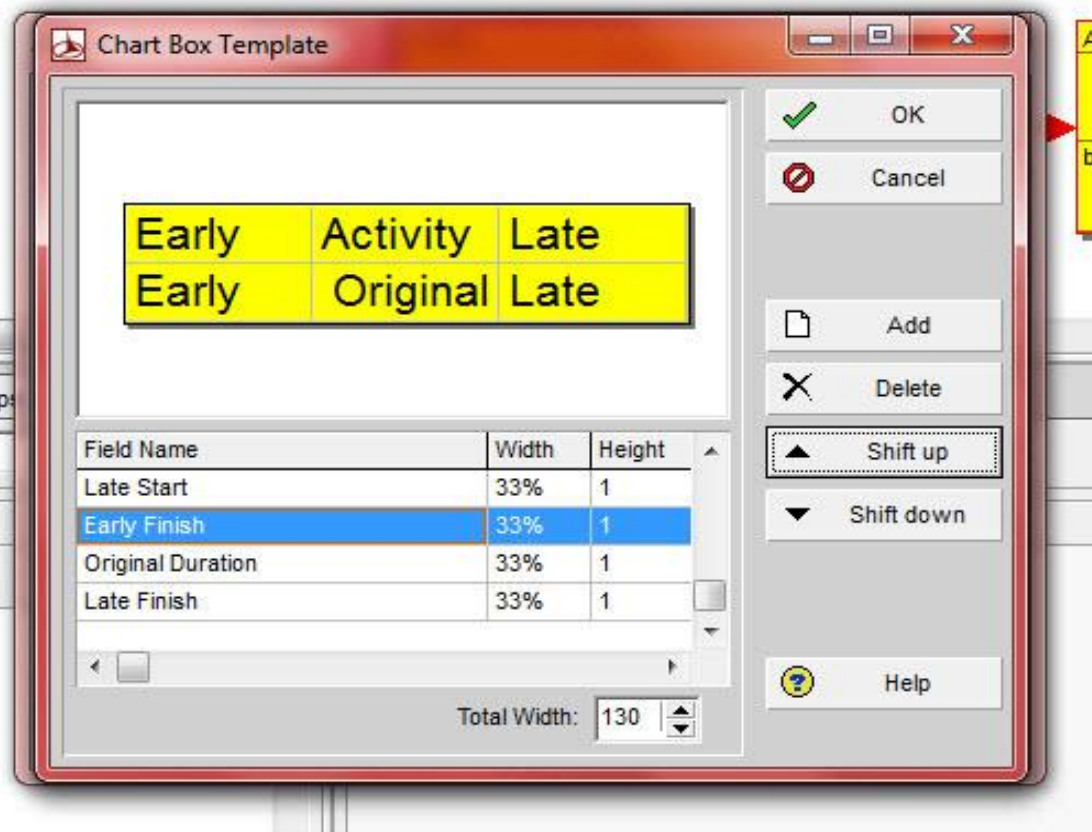 Chart Box Template
OK
Cancel
Early Activity Late
Early Original Late
Add
Delete
Field Name Width Height
Shift up
Late Start 33% 1
Early Finish 33% 1
Shift down
Original Duration 33% 1
Late Finish 33% 1
Help
Total Width: 130